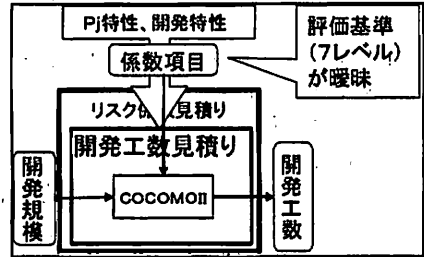 Pj特性、開発特性
係数項目
評価基準
(7レベル)
が曖昧
リスク係数見積り
開発工数見積り
開発規模
COCOMOII
開発工数